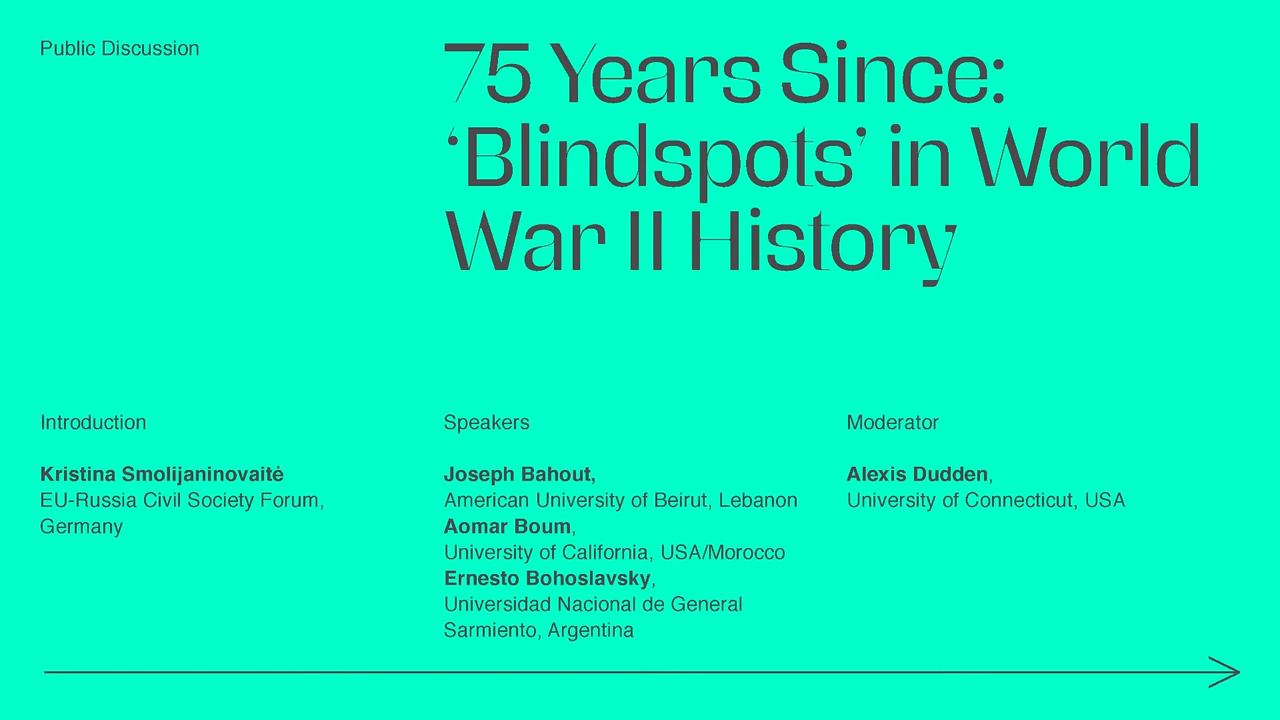 Public Discussion
75 Years Since:
‘Blindspots’ in World
War II History
Introduction
Kristina Smolijaninovaitė
EU-Russia Civil Society Forum,
Germany
Speakers
Joseph Bahout,
American University of Beirut, Lebanon
Aomar Boum,
University of California, USA/Morocco
Ernesto Bohoslavsky,
Universidad Nacional de General
Sarmiento, Argentina
Moderator
Alexis Dudden,
University of Connecticut, USA